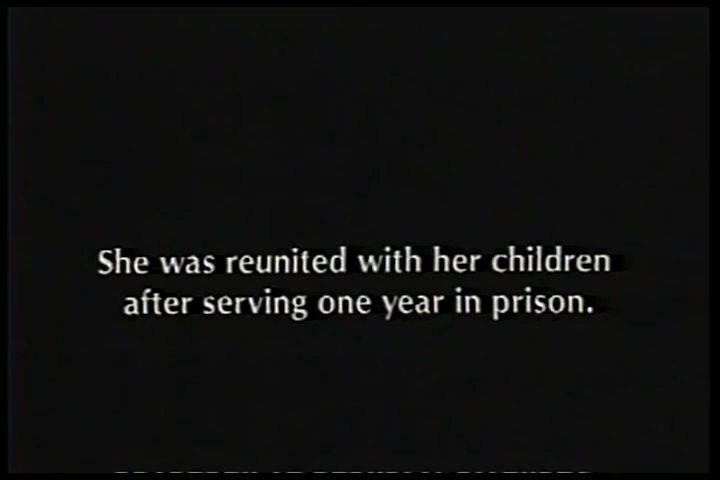 She was reunited with her children
after serving one year in prison.